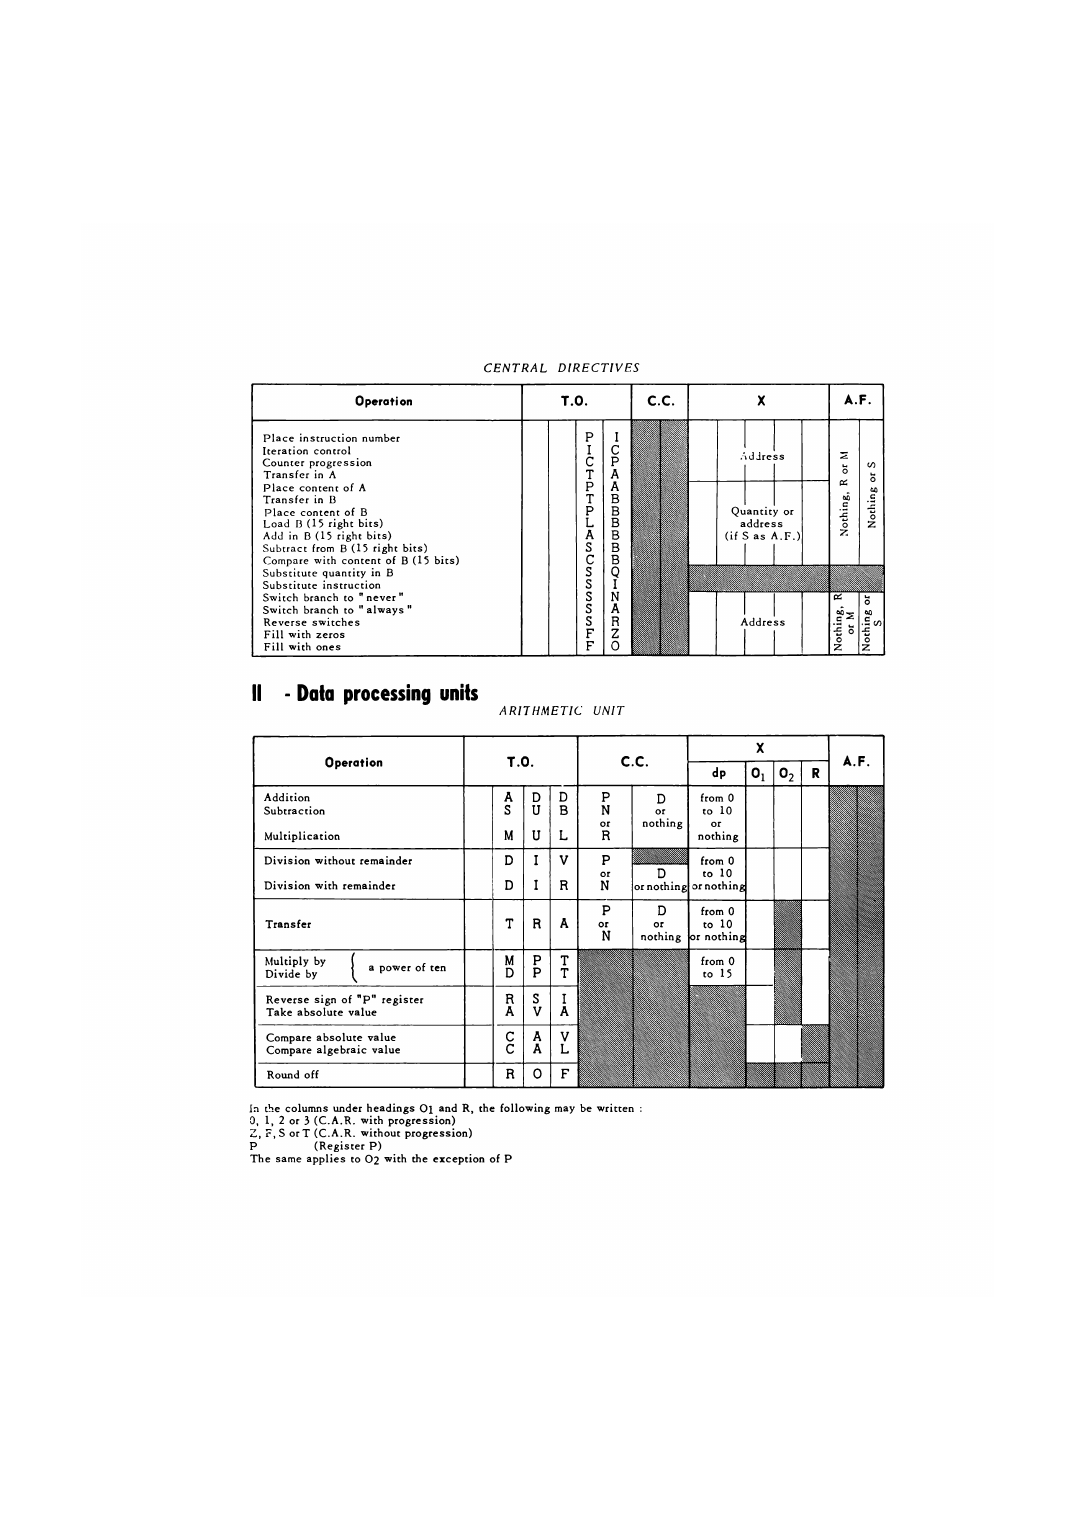 CENTRAL DIRECTIVES
Operation T.O. C.C. X A.F.
Place instruction number P I
Iteration control I C
Counter progression C P
Transfer in A T A
Place content of A P A
Transfer in B T B
Place content of B P B
Load B (15 right bits) L B
Add in B (15 right bits) A B
Subtract from B (15 right bits) S B
Compare with content of B (15 bits) C B
Substitute quantity in B S Q
Substitute instruction S I
Switch branch to "never" S N
Switch branch to "always" S A
Reverse switches S R
Fill with zeros F Z
Fill with ones F O
Address
Quantity or
address
(if S as A.F.)
Address
Nothing, R or M
Nothing or S
Nothing, R
or M
Nothing or
S
II - Data processing units
ARITHMETIC UNIT
Operation T.O. C.C. X A.F.
dp O1 O2 R
Addition A D D P D from 0
Subtraction S U B N or to 10
or nothing or
Multiplication M U L R nothing
Division without remainder D I V P from 0
or D to 10
Division with remainder D I R N or nothing or nothing
P D from 0
Transfer T R A or or to 10
N nothing or nothing
Multiply by M P T from 0
{ a power of ten
Divide by D P T to 15
Reverse sign of "P" register R S I
Take absolute value A V A
Compare absolute value C A V
Compare algebraic value C A L
Round off R O F
In the columns under headings O1 and R, the following may be written :
0, 1, 2 or 3 (C.A.R. with progression)
Z, F, S or T (C.A.R. without progression)
P (Register P)
The same applies to O2 with the exception of P